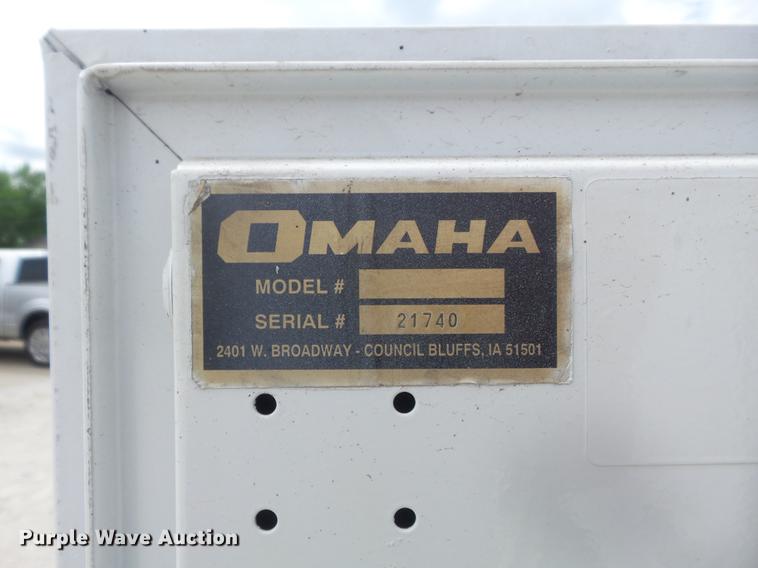 OMAHA
MODEL #
SERIAL # 21740
2401 W. BROADWAY - COUNCIL BLUFFS, IA 51501
Purple Wave Auction